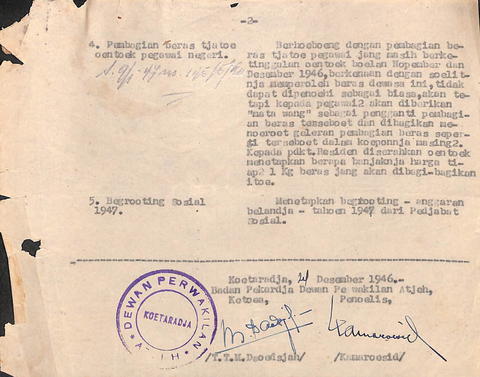 -2-
4. Pembagian beras tjatoe
oentoek pegawai negeri.
Berhoeboeng dengan pembagian be-
ras tjatoe pegawai jang masih berke-
tinggalan oentoek boelan Nopember dan
Desember 1946, berkenaan dengan soelit-
nja memperoleh beras dewasa ini, tidak
dapat dipenoehi sebagai biasa, akan te-
tapi kepada pegawai2 akan diberikan
"mata wang" sebagai pengganti pembagi-
an beras terseboet dan dibagikan me-
noeroet geleran pembagian beras seper-
ti terseboet dalam koeponnja masing2.
Kepada pdkt.Residen diserahkan oentoek
menetapkan berapa banjaknja harga ti-
ap2 1 Kg beras jang akan dibagi-bagikan
itoe.
5. Begrooting Sosial
1947.
Menetapkan begrooting - anggaran
belandja - tahoen 1947 dari Pedjabat
Sosial.
Koetaradja, 24 Desember 1946.-
Badan Pekerdja Dewan Perwakilan Atjeh,
Ketoea, Penoelis,
DEWAN PERWAKILAN
KOETARADJA
Kamaroesid
/T.T.M.Daoedsjah/ /Kamaroesid/